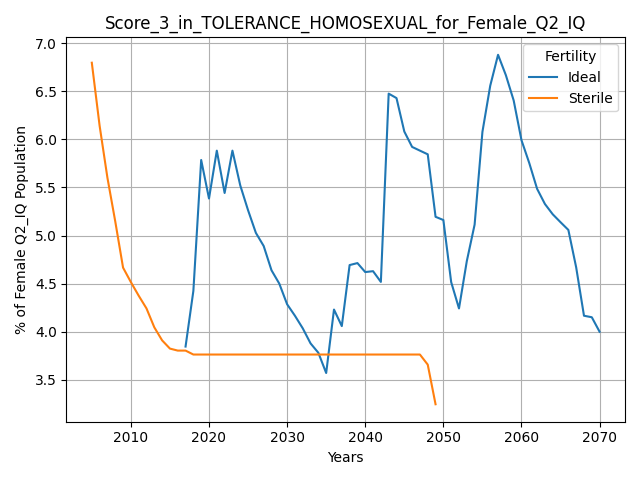 Score_3_in_TOLERANCE_HOMOSEXUAL_for_Female_Q2_IQ
7.0
6.5
6.0
5.5
5.0
4.5
4.0
3.5
% of Female Q2_IQ Population
Fertility
Ideal
Sterile
2010 2020 2030 2040 2050 2060 2070
Years